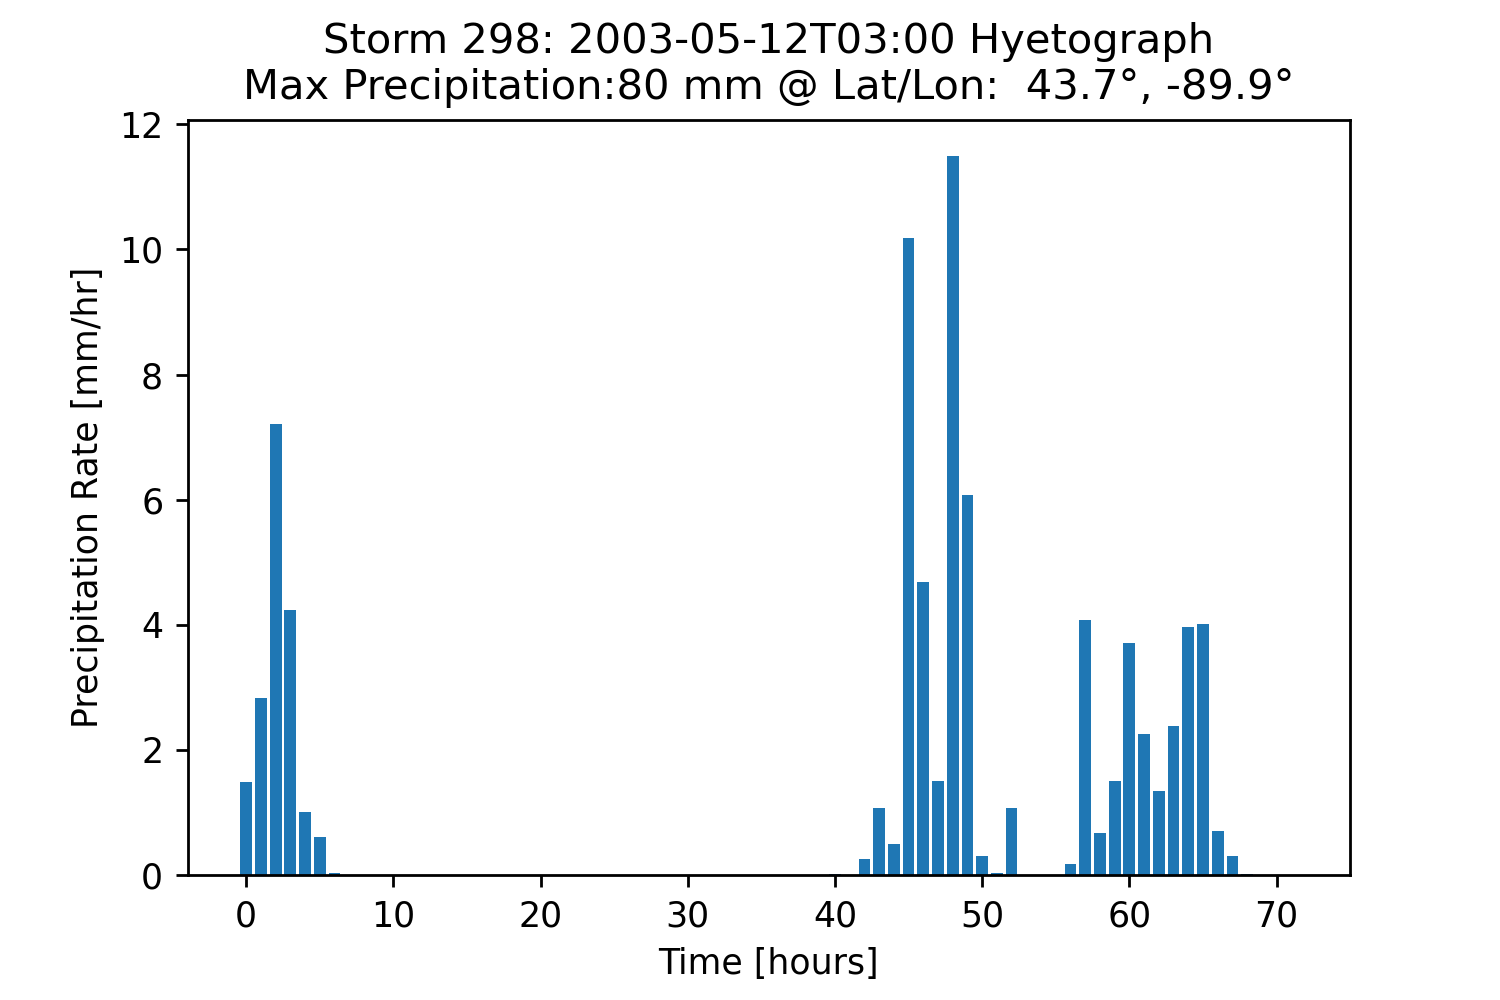 Storm 298: 2003-05-12T03:00 Hyetograph
Max Precipitation:80 mm @ Lat/Lon:  43.7°, -89.9°
12
10
8
6
4
2
0
Precipitation Rate [mm/hr]
0 10 20 30 40 50 60 70
Time [hours]